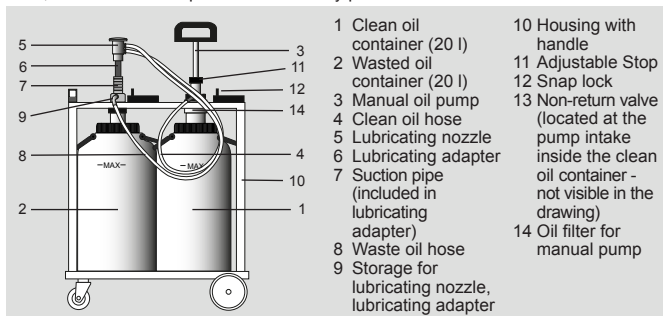 5
6
7
9
8
2
-MAX-
-MAX-
3
11
12
14
4
10
1
1 Clean oil
container (20 l)
2 Wasted oil
container (20 l)
3 Manual oil pump
4 Clean oil hose
5 Lubricating nozzle
6 Lubricating adapter
7 Suction pipe
(included in
lubricating
adapter)
8 Waste oil hose
9 Storage for
lubricating nozzle,
lubricating adapter
10 Housing with
handle
11 Adjustable Stop
12 Snap lock
13 Non-return valve
(located at the
pump intake
inside the clean
oil container -
not visible in the
drawing)
14 Oil filter for
manual pump